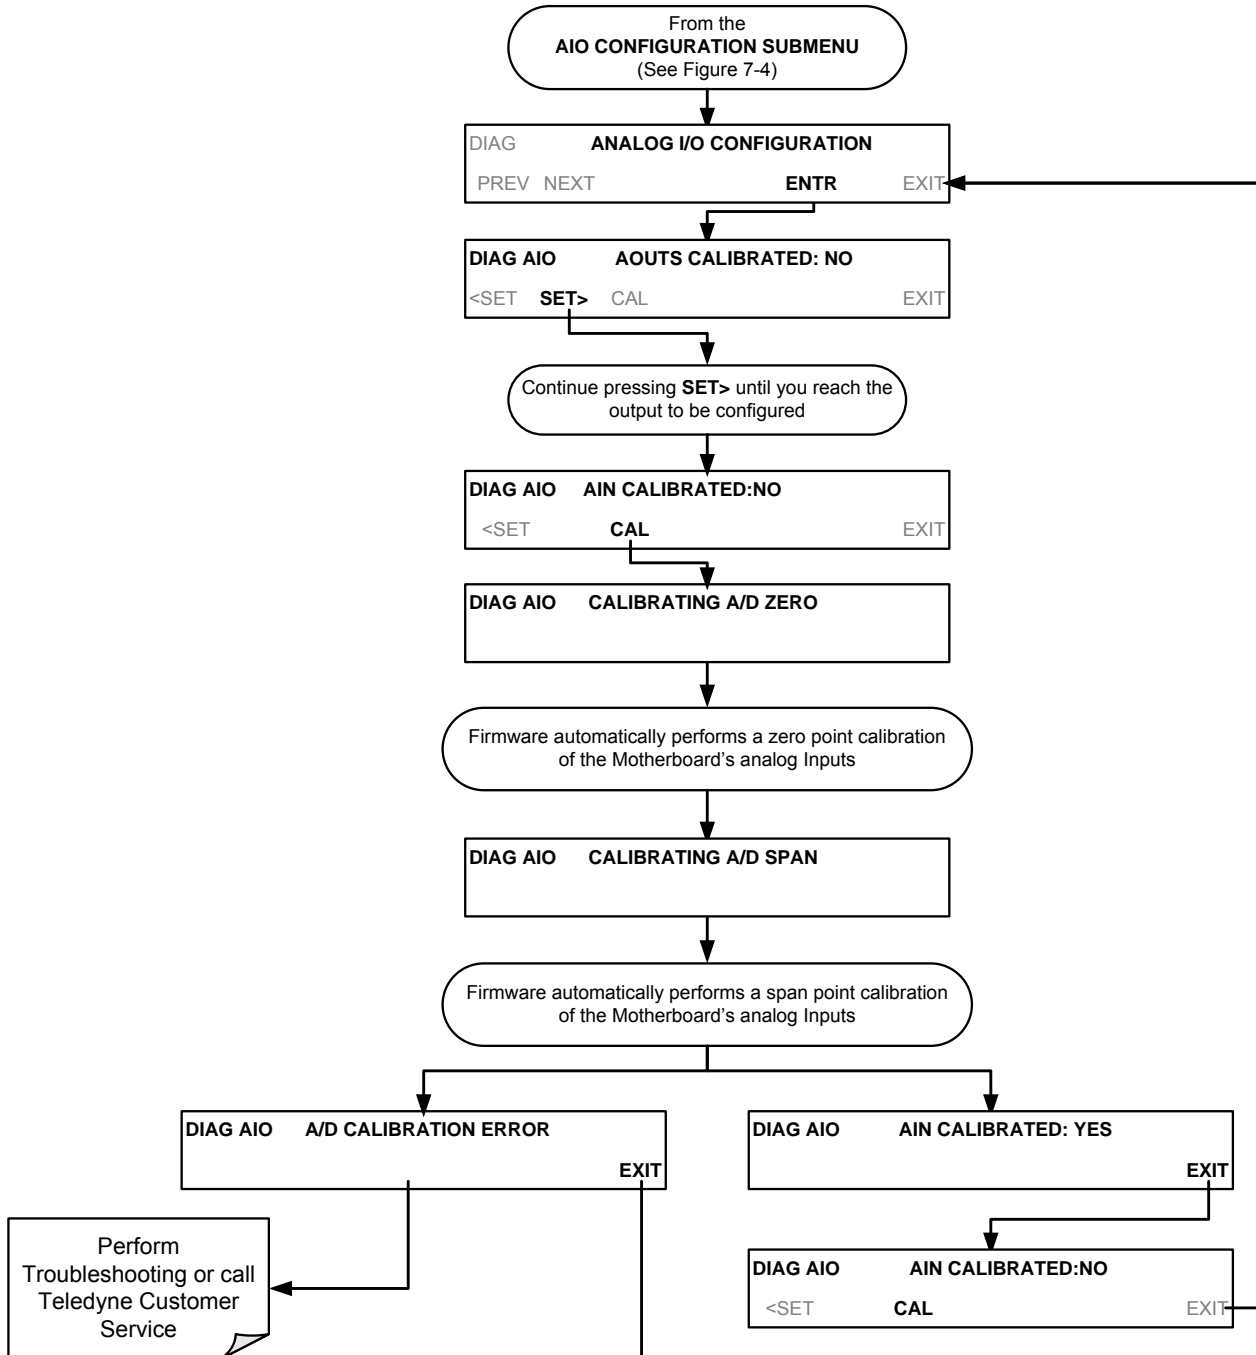 From the
AIO CONFIGURATION SUBMENU
(See Figure 7-4)
DIAG ANALOG I/O CONFIGURATION
PREV NEXT ENTR EXIT
DIAG AIO AOUTS CALIBRATED: NO
<SET SET> CAL EXIT
Continue pressing SET> until you reach the
output to be configured
DIAG AIO AIN CALIBRATED:NO
<SET CAL EXIT
DIAG AIO CALIBRATING A/D ZERO
Firmware automatically performs a zero point calibration
of the Motherboard's analog Inputs
DIAG AIO CALIBRATING A/D SPAN
Firmware automatically performs a span point calibration
of the Motherboard's analog Inputs
DIAG AIO A/D CALIBRATION ERROR
EXIT
DIAG AIO AIN CALIBRATED: YES
EXIT
Perform
Troubleshooting or call
Teledyne Customer
Service
DIAG AIO AIN CALIBRATED:NO
<SET CAL EXIT